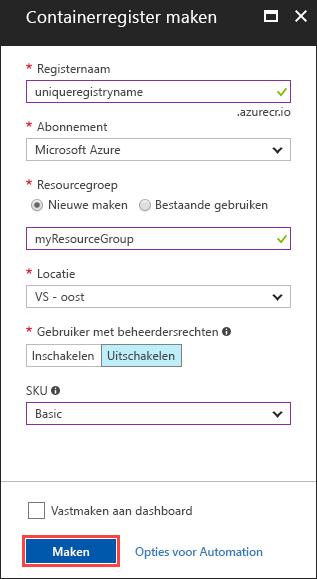 Containerregister maken
* Registernaam
uniqueregistryname
.azurecr.io
* Abonnement
Microsoft Azure
* Resourcegroep
Nieuwe maken Bestaande gebruiken
myResourceGroup
* Locatie
VS - oost
* Gebruiker met beheerdersrechten
Inschakelen Uitschakelen
SKU
Basic
Vastmaken aan dashboard
Maken Opties voor Automation